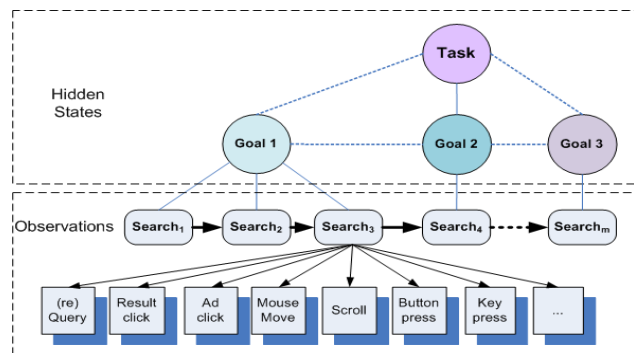 Task
Hidden
States
Goal 1
Goal 2
Goal 3
Observations
Search1
Search2
Search3
Search4
Searchm
(re)
Query
Result
click
Ad
click
Mouse
Move
Scroll
Button
press
Key
press
...